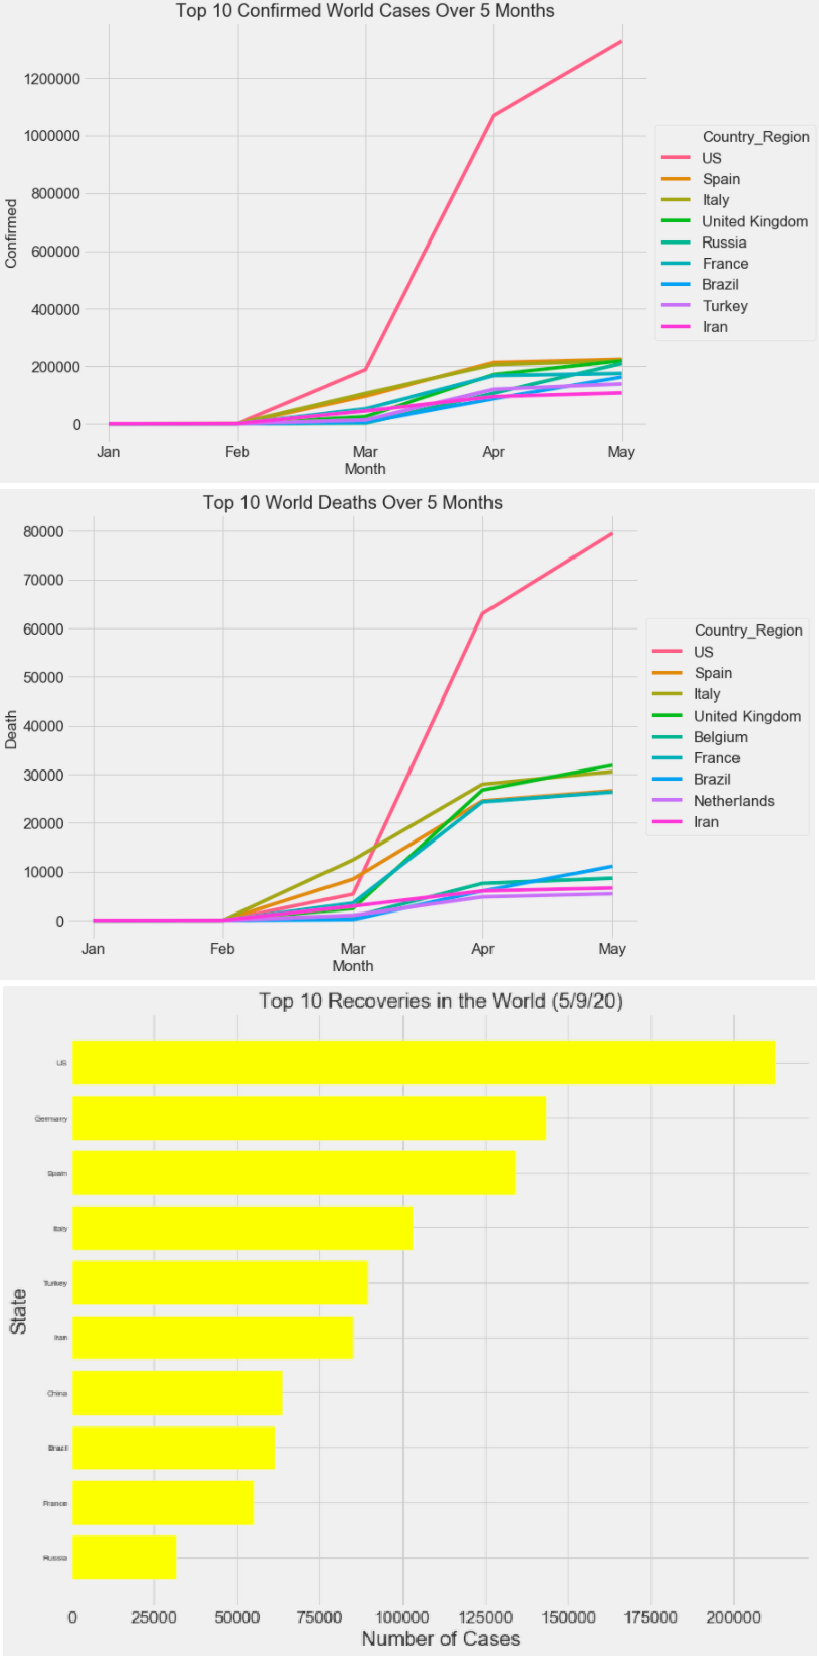 Top 10 Confirmed World Cases Over 5 Months
1200000
1000000
800000
600000
400000
200000
0
Confirmed
Jan Feb Mar Apr May
Month
Country_Region
US
Spain
Italy
United Kingdom
Russia
France
Brazil
Turkey
Iran
Top 10 World Deaths Over 5 Months
80000
70000
60000
50000
40000
30000
20000
10000
0
Death
Jan Feb Mar Apr May
Month
Country_Region
US
Spain
Italy
United Kingdom
Belgium
France
Brazil
Netherlands
Iran
Top 10 Recoveries in the World (5/9/20)
State
US
Germany
Spain
Italy
Turkey
Iran
China
Brazil
France
Russia
0 25000 50000 75000 100000 125000 150000 175000 200000
Number of Cases